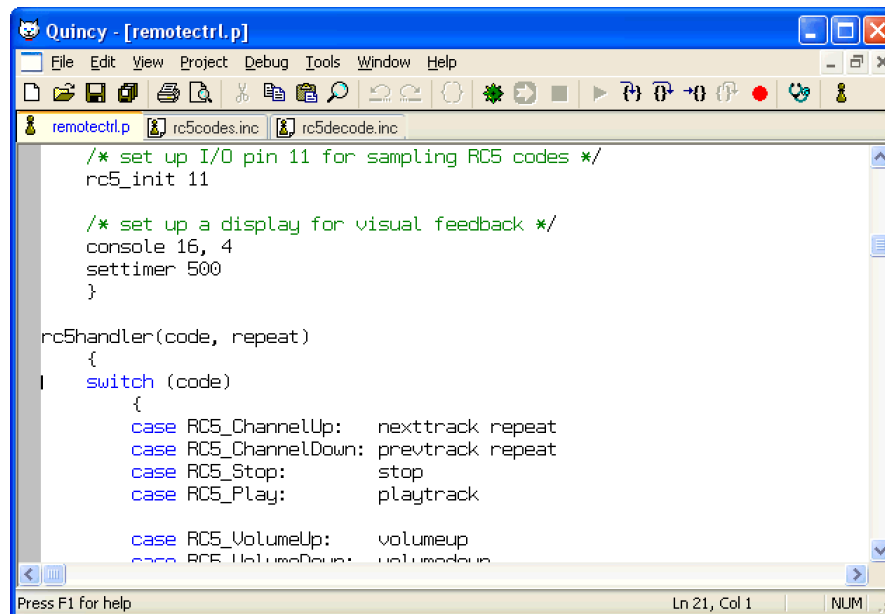 Quincy - [remotectrl.p]
File Edit View Project Debug Tools Window Help
remotectrl.p rc5codes.inc rc5decode.inc
/* set up I/O pin 11 for sampling RC5 codes */
rc5_init 11
/* set up a display for visual feedback */
console 16, 4
settimer 500
}
rc5handler(code, repeat)
{
switch (code)
{
case RC5_ChannelUp: nexttrack repeat
case RC5_ChannelDown: prevtrack repeat
case RC5_Stop: stop
case RC5_Play: playtrack
case RC5_VolumeUp: volumeup
case RC5_VolumeDown: volumedown
Press F1 for help Ln 21, Col 1 NUM